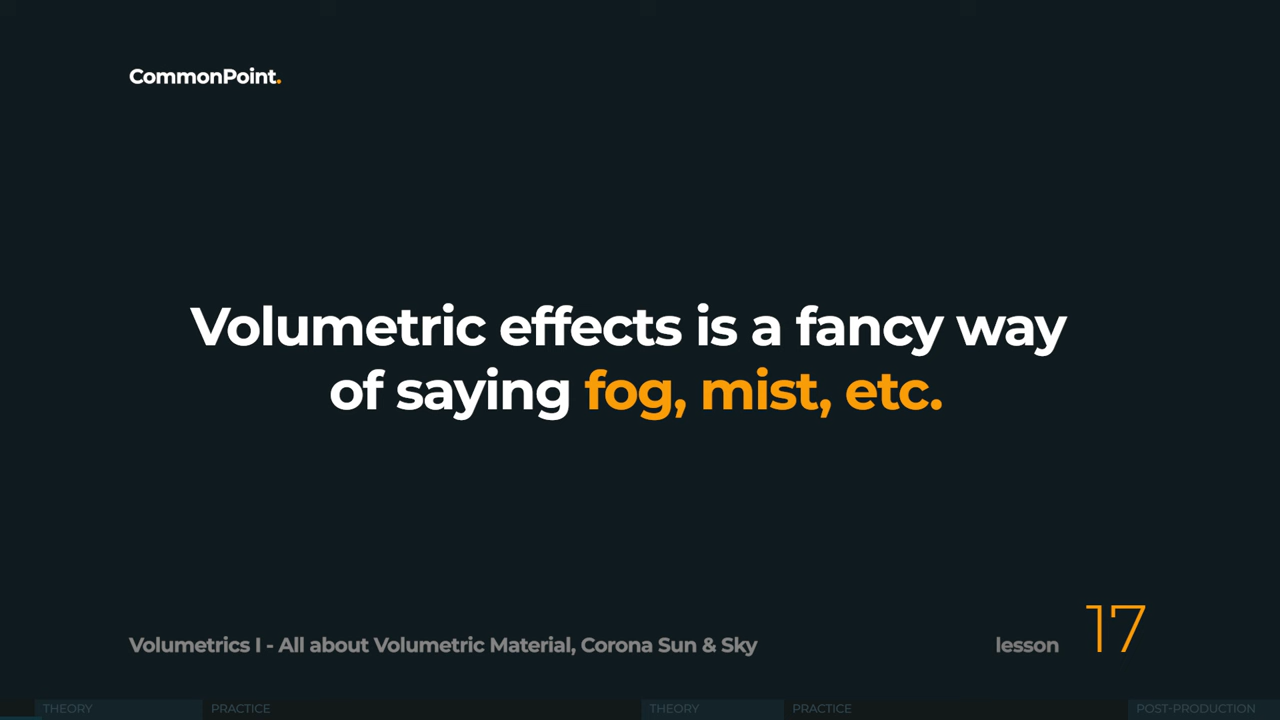 CommonPoint.
Volumetric effects is a fancy way
of saying fog, mist, etc.
Volumetrics I - All about Volumetric Material, Corona Sun & Sky
lesson 17
THEORY PRACTICE THEORY PRACTICE POST-PRODUCTION